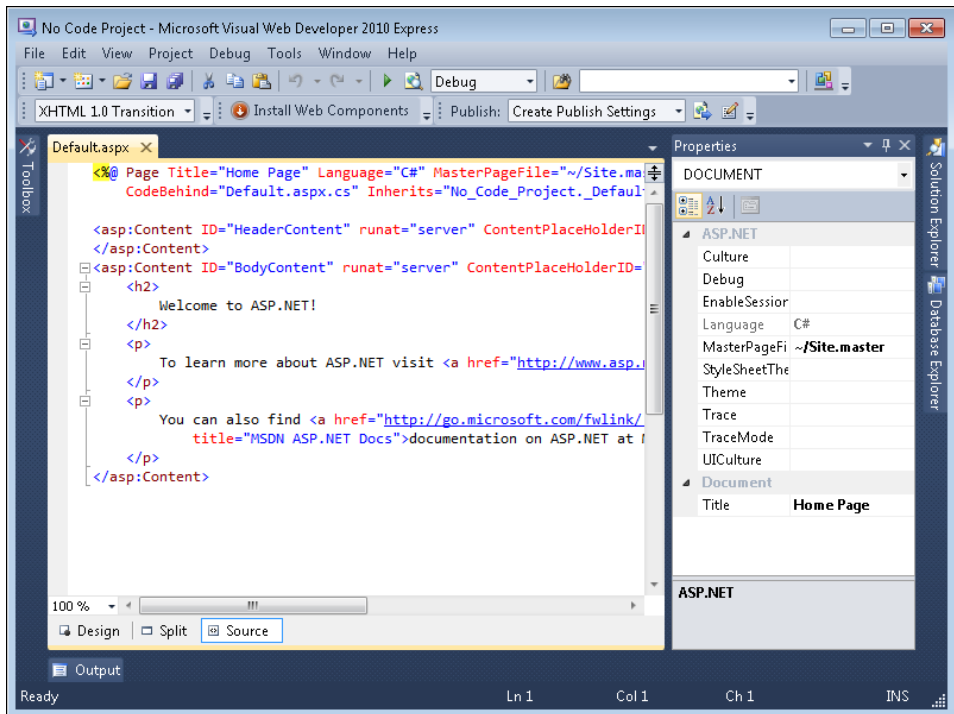 No Code Project - Microsoft Visual Web Developer 2010 Express
File Edit View Project Debug Tools Window Help
Debug
XHTML 1.0 Transition Install Web Components Publish: Create Publish Settings
Toolbox
Default.aspx
<%@ Page Title="Home Page" Language="C#" MasterPageFile="~/Site.ma
CodeBehind="Default.aspx.cs" Inherits="No_Code_Project._Defaul
<asp:Content ID="HeaderContent" runat="server" ContentPlaceHolderI
</asp:Content>
<asp:Content ID="BodyContent" runat="server" ContentPlaceHolderID=
<h2>
Welcome to ASP.NET!
</h2>
<p>
To learn more about ASP.NET visit <a href="http://www.asp.
</p>
<p>
You can also find <a href="http://go.microsoft.com/fwlink/
title="MSDN ASP.NET Docs">documentation on ASP.NET at
</p>
</asp:Content>
100 %
Design Split Source
Properties
DOCUMENT
ASP.NET
Culture
Debug
EnableSession
Language C#
MasterPageFi ~/Site.master
StyleSheetThe
Theme
Trace
TraceMode
UICulture
Document
Title Home Page
ASP.NET
Solution Explorer
Database Explorer
Output
Ready Ln 1 Col 1 Ch 1 INS